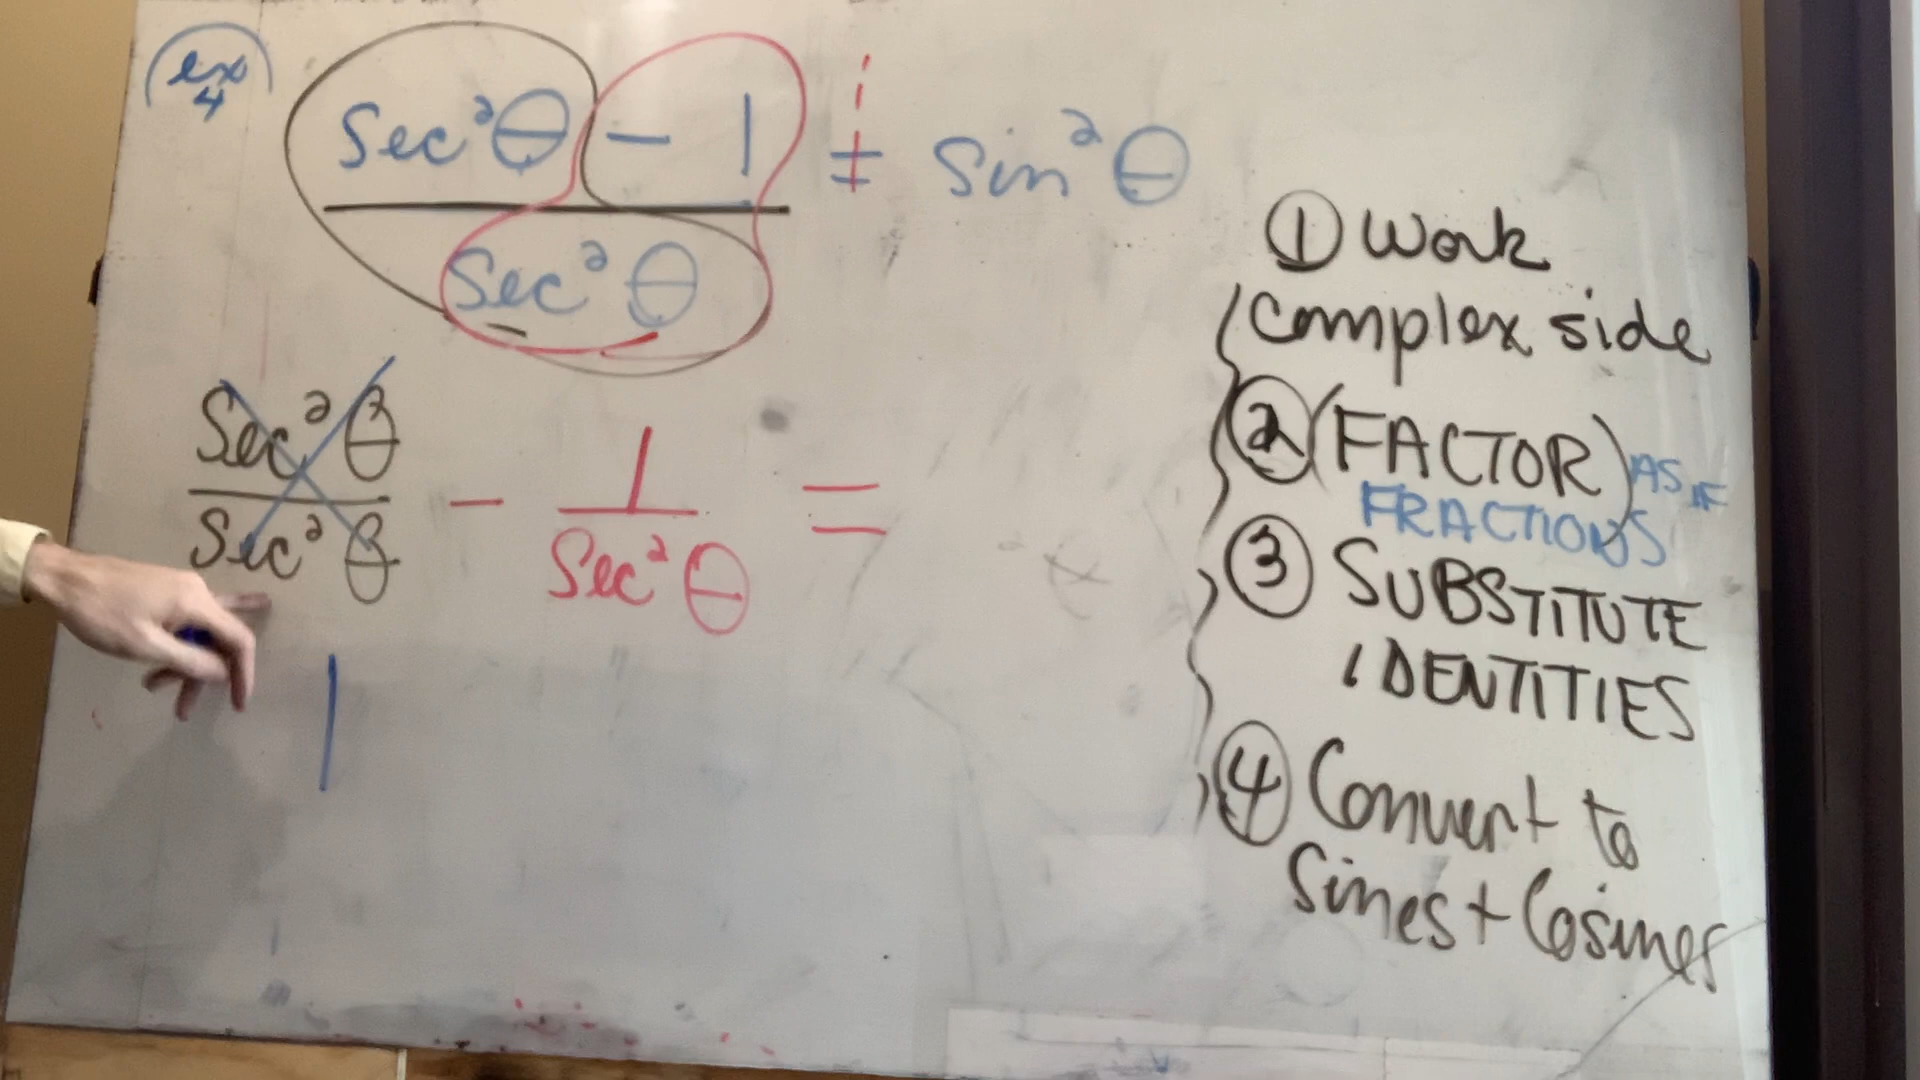 ex 4
sec²θ - 1 = sin²θ
sec²θ
sec²θ - 1 =
sec²θ sec²θ
1
① Work
complex side
② (FACTOR) AS IF
FRACTIONS
③ SUBSTITUTE
IDENTITIES
④ Convert to
Sines + Cosines